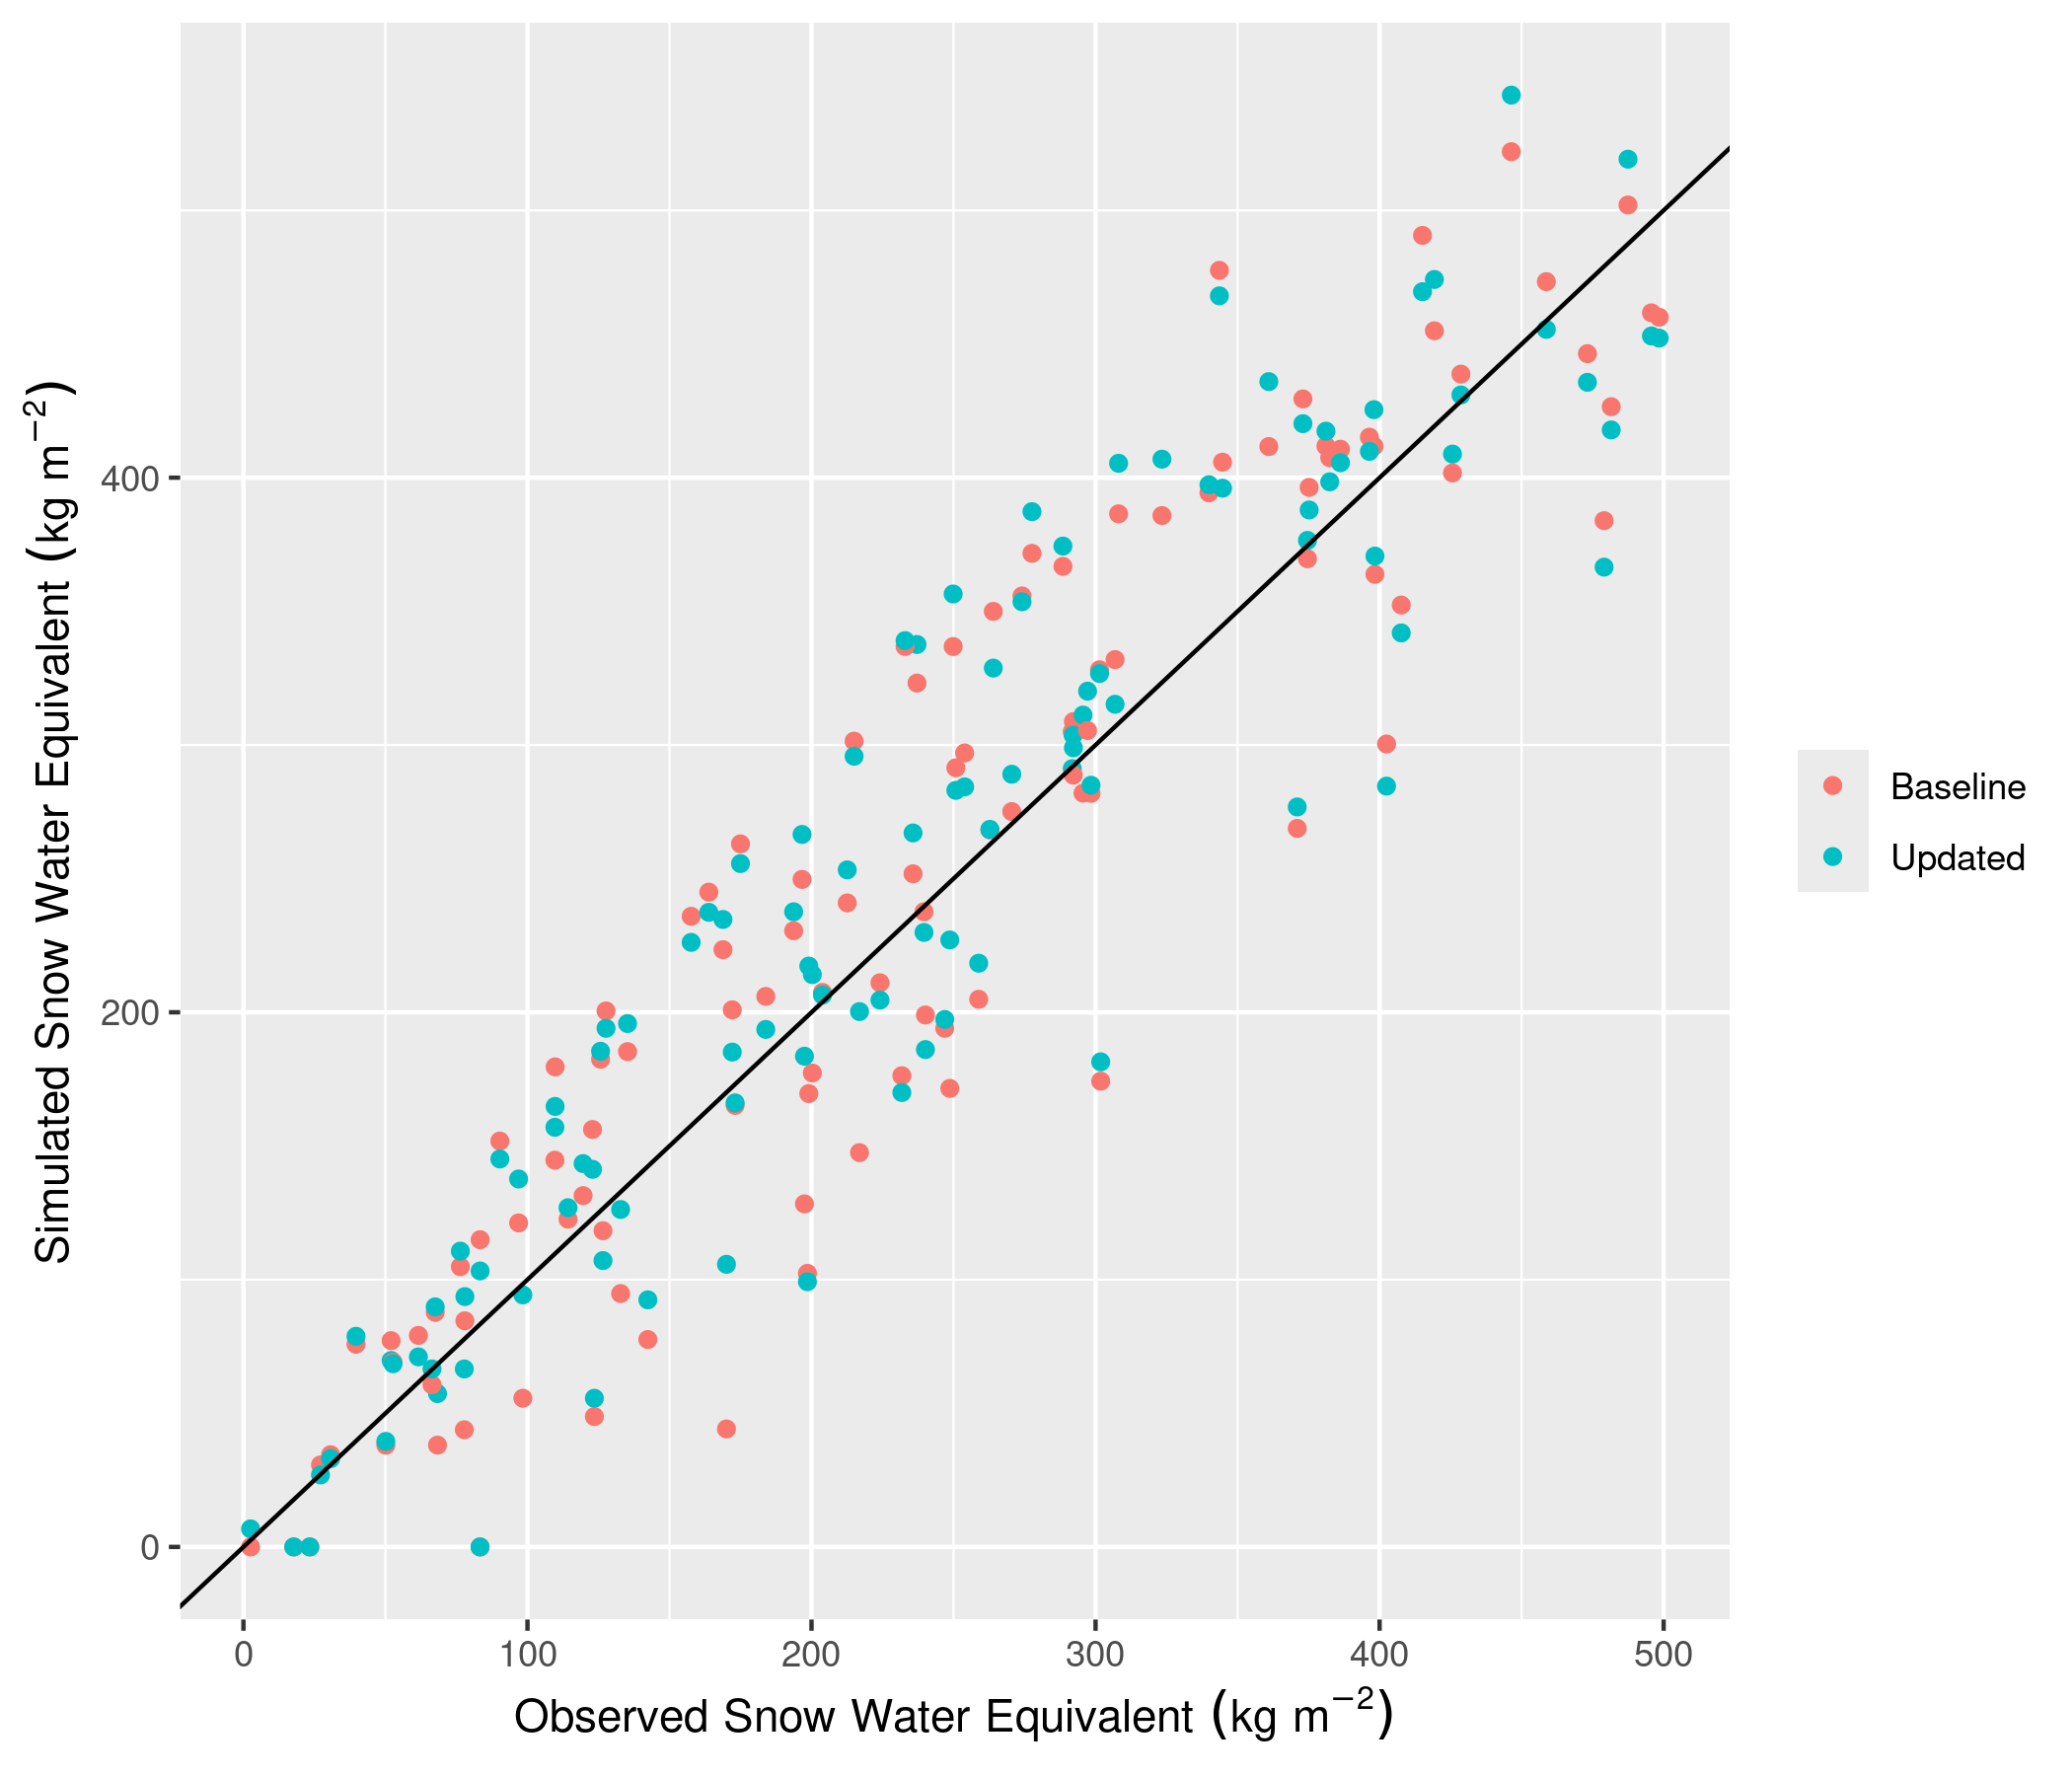 Simulated Snow Water Equivalent (kg m⁻²)
400
200
0
0 100 200 300 400 500
Observed Snow Water Equivalent (kg m⁻²)
Baseline
Updated